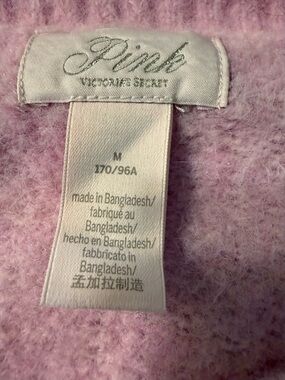 Pink
VICTORIA'S SECRET
M
170/96A
made in Bangladesh/
fabriqué au
Bangladesh/
hecho en Bangladesh/
fabbricato in
Bangladesh/
孟加拉制造